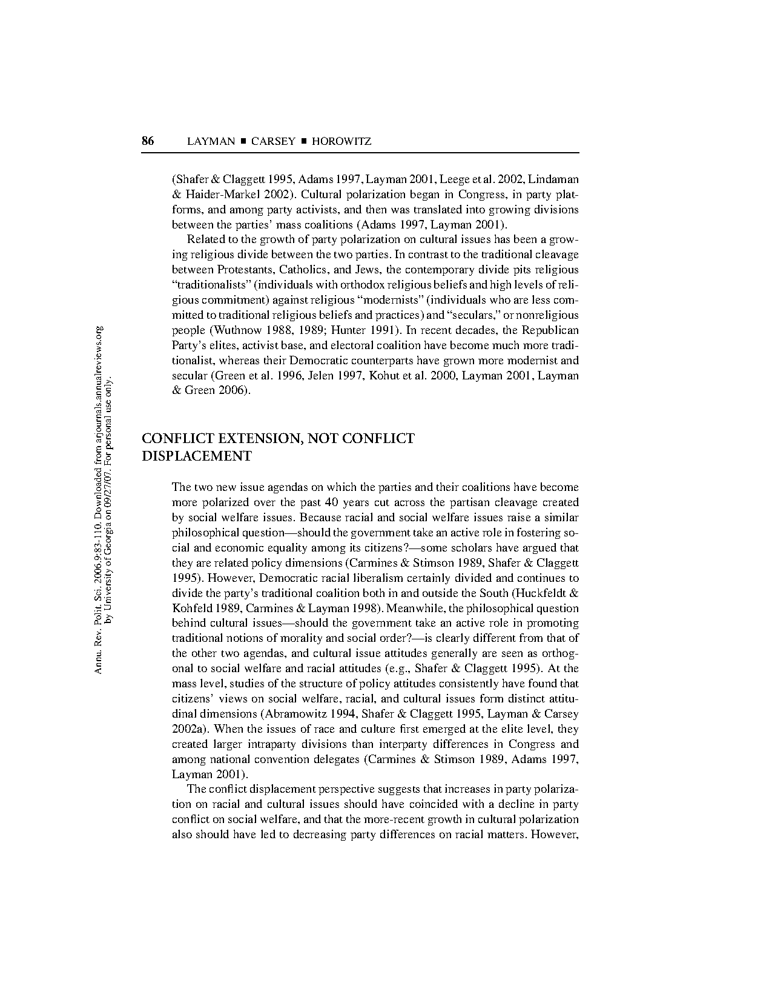 86 LAYMAN ■ CARSEY ■ HOROWITZ
(Shafer & Claggett 1995, Adams 1997, Layman 2001, Leege et al. 2002, Lindaman
& Haider-Markel 2002). Cultural polarization began in Congress, in party plat-
forms, and among party activists, and then was translated into growing divisions
between the parties’ mass coalitions (Adams 1997, Layman 2001).
Related to the growth of party polarization on cultural issues has been a grow-
ing religious divide between the two parties. In contrast to the traditional cleavage
between Protestants, Catholics, and Jews, the contemporary divide pits religious
“traditionalists” (individuals with orthodox religious beliefs and high levels of reli-
gious commitment) against religious “modernists” (individuals who are less com-
mitted to traditional religious beliefs and practices) and “seculars,” or nonreligious
people (Wuthnow 1988, 1989; Hunter 1991). In recent decades, the Republican
Party’s elites, activist base, and electoral coalition have become much more tradi-
tionalist, whereas their Democratic counterparts have grown more modernist and
secular (Green et al. 1996, Jelen 1997, Kohut et al. 2000, Layman 2001, Layman
& Green 2006).
CONFLICT EXTENSION, NOT CONFLICT
DISPLACEMENT
The two new issue agendas on which the parties and their coalitions have become
more polarized over the past 40 years cut across the partisan cleavage created
by social welfare issues. Because racial and social welfare issues raise a similar
philosophical question—should the government take an active role in fostering so-
cial and economic equality among its citizens?—some scholars have argued that
they are related policy dimensions (Carmines & Stimson 1989, Shafer & Claggett
1995). However, Democratic racial liberalism certainly divided and continues to
divide the party’s traditional coalition both in and outside the South (Huckfeldt &
Kohfeld 1989, Carmines & Layman 1998). Meanwhile, the philosophical question
behind cultural issues—should the government take an active role in promoting
traditional notions of morality and social order?—is clearly different from that of
the other two agendas, and cultural issue attitudes generally are seen as orthog-
onal to social welfare and racial attitudes (e.g., Shafer & Claggett 1995). At the
mass level, studies of the structure of policy attitudes consistently have found that
citizens’ views on social welfare, racial, and cultural issues form distinct attitu-
dinal dimensions (Abramowitz 1994, Shafer & Claggett 1995, Layman & Carsey
2002a). When the issues of race and culture first emerged at the elite level, they
created larger intraparty divisions than interparty differences in Congress and
among national convention delegates (Carmines & Stimson 1989, Adams 1997,
Layman 2001).
The conflict displacement perspective suggests that increases in party polariza-
tion on racial and cultural issues should have coincided with a decline in party
conflict on social welfare, and that the more-recent growth in cultural polarization
also should have led to decreasing party differences on racial matters. However,
Annu. Rev. Polit. Sci. 2006.9:83-110. Downloaded from arjournals.annualreviews.org
by University of Georgia on 09/27/07. For personal use only.